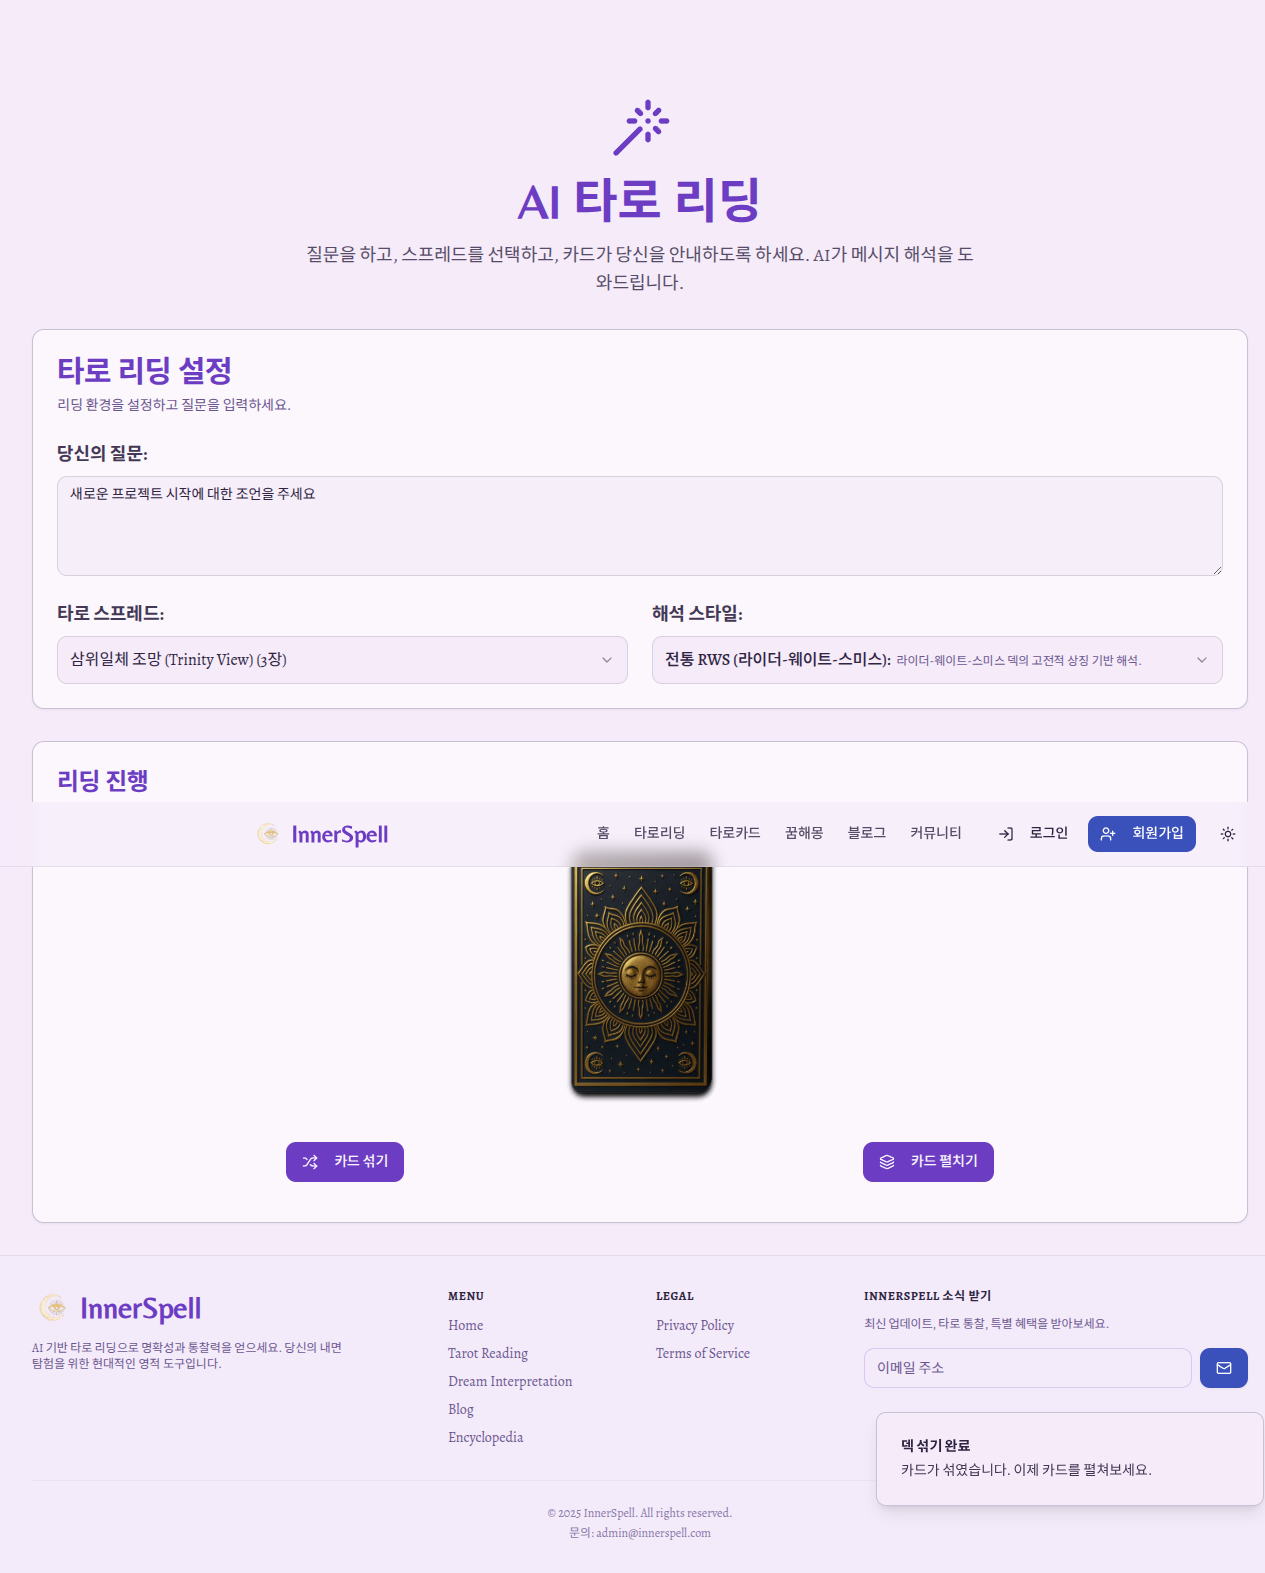 AI 타로 리딩
질문을 하고, 스프레드를 선택하고, 카드가 당신을 안내하도록 하세요. AI가 메시지 해석을 도
와드립니다.
타로 리딩 설정
리딩 환경을 설정하고 질문을 입력하세요.
당신의 질문:
새로운 프로젝트 시작에 대한 조언을 주세요
타로 스프레드:
삼위일체 조망 (Trinity View) (3장)
해석 스타일:
전통 RWS (라이더-웨이트-스미스): 라이더-웨이트-스미스 덱의 고전적 상징 기반 해석.
리딩 진행
InnerSpell 홈 타로리딩 타로카드 꿈해몽 블로그 커뮤니티 로그인 회원가입
카드 섞기
카드 펼치기
InnerSpell
AI 기반 타로 리딩으로 명확성과 통찰력을 얻으세요. 당신의 내면
탐험을 위한 현대적인 영적 도구입니다.
MENU
Home
Tarot Reading
Dream Interpretation
Blog
Encyclopedia
LEGAL
Privacy Policy
Terms of Service
INNERSPELL 소식 받기
최신 업데이트, 타로 통찰, 특별 혜택을 받아보세요.
이메일 주소
덱 섞기 완료
카드가 섞였습니다. 이제 카드를 펼쳐보세요.
© 2025 InnerSpell. All rights reserved.
문의: admin@innerspell.com